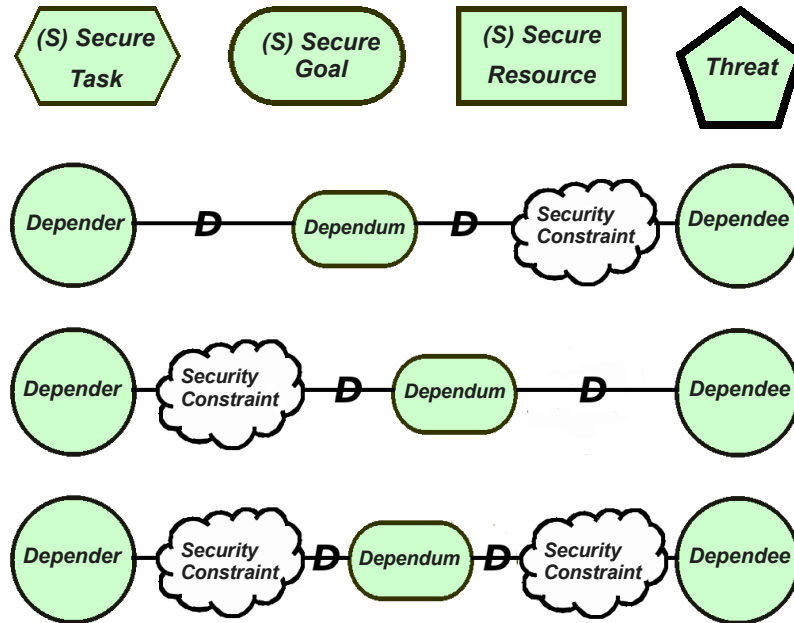 (S) Secure
Task
(S) Secure
Goal
(S) Secure
Resource
Threat
Depender
D
Dependum
D
Security
Constraint
Dependee
Depender
Security
Constraint
D
Dependum
D
Dependee
Depender
Security
Constraint
D
Dependum
D
Security
Constraint
Dependee